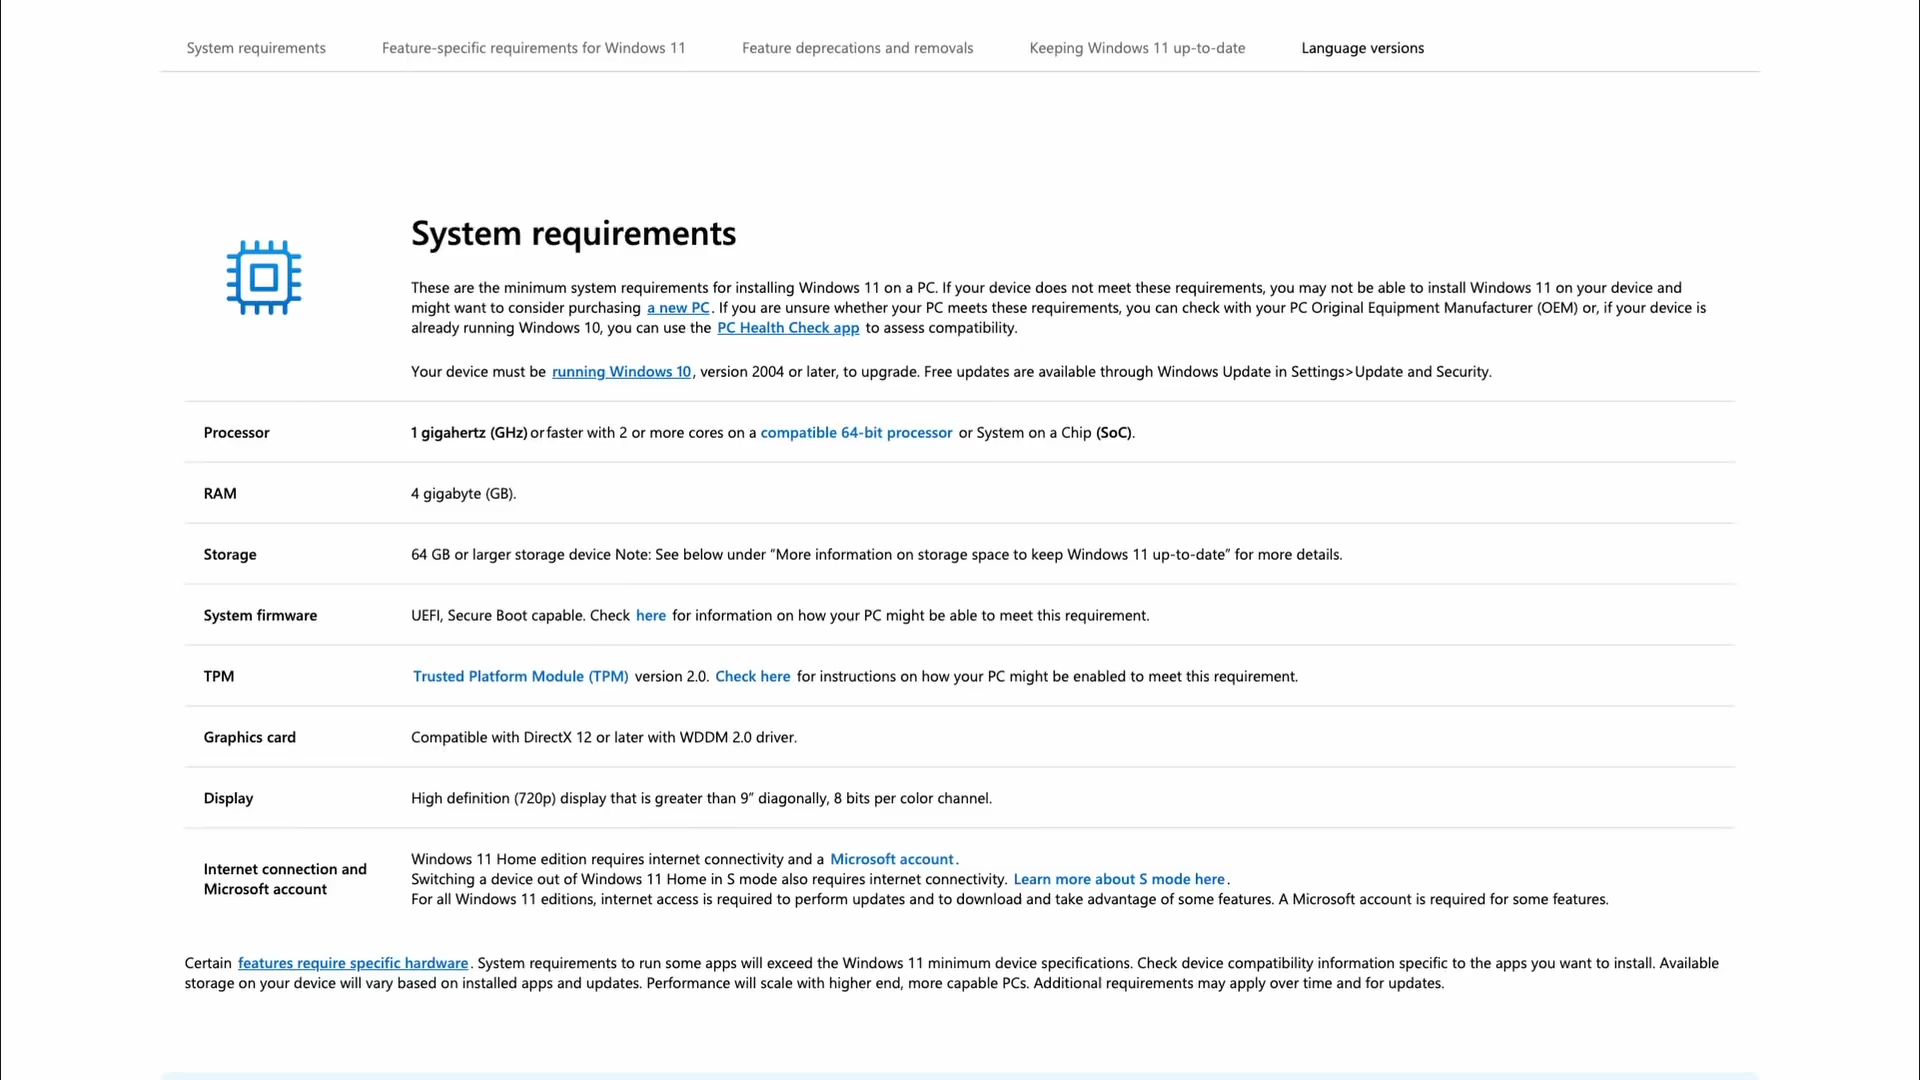 System requirements Feature-specific requirements for Windows 11 Feature deprecations and removals Keeping Windows 11 up-to-date Language versions
System requirements
These are the minimum system requirements for installing Windows 11 on a PC. If your device does not meet these requirements, you may not be able to install Windows 11 on your device and
might want to consider purchasing a new PC. If you are unsure whether your PC meets these requirements, you can check with your PC Original Equipment Manufacturer (OEM) or, if your device is
already running Windows 10, you can use the PC Health Check app to assess compatibility.
Your device must be running Windows 10, version 2004 or later, to upgrade. Free updates are available through Windows Update in Settings>Update and Security.
Processor 1 gigahertz (GHz) or faster with 2 or more cores on a compatible 64-bit processor or System on a Chip (SoC).
RAM 4 gigabyte (GB).
Storage 64 GB or larger storage device Note: See below under “More information on storage space to keep Windows 11 up-to-date” for more details.
System firmware UEFI, Secure Boot capable. Check here for information on how your PC might be able to meet this requirement.
TPM Trusted Platform Module (TPM) version 2.0. Check here for instructions on how your PC might be enabled to meet this requirement.
Graphics card Compatible with DirectX 12 or later with WDDM 2.0 driver.
Display High definition (720p) display that is greater than 9” diagonally, 8 bits per color channel.
Internet connection and
Microsoft account
Windows 11 Home edition requires internet connectivity and a Microsoft account.
Switching a device out of Windows 11 Home in S mode also requires internet connectivity. Learn more about S mode here.
For all Windows 11 editions, internet access is required to perform updates and to download and take advantage of some features. A Microsoft account is required for some features.
Certain features require specific hardware. System requirements to run some apps will exceed the Windows 11 minimum device specifications. Check device compatibility information specific to the apps you want to install. Available
storage on your device will vary based on installed apps and updates. Performance will scale with higher end, more capable PCs. Additional requirements may apply over time and for updates.